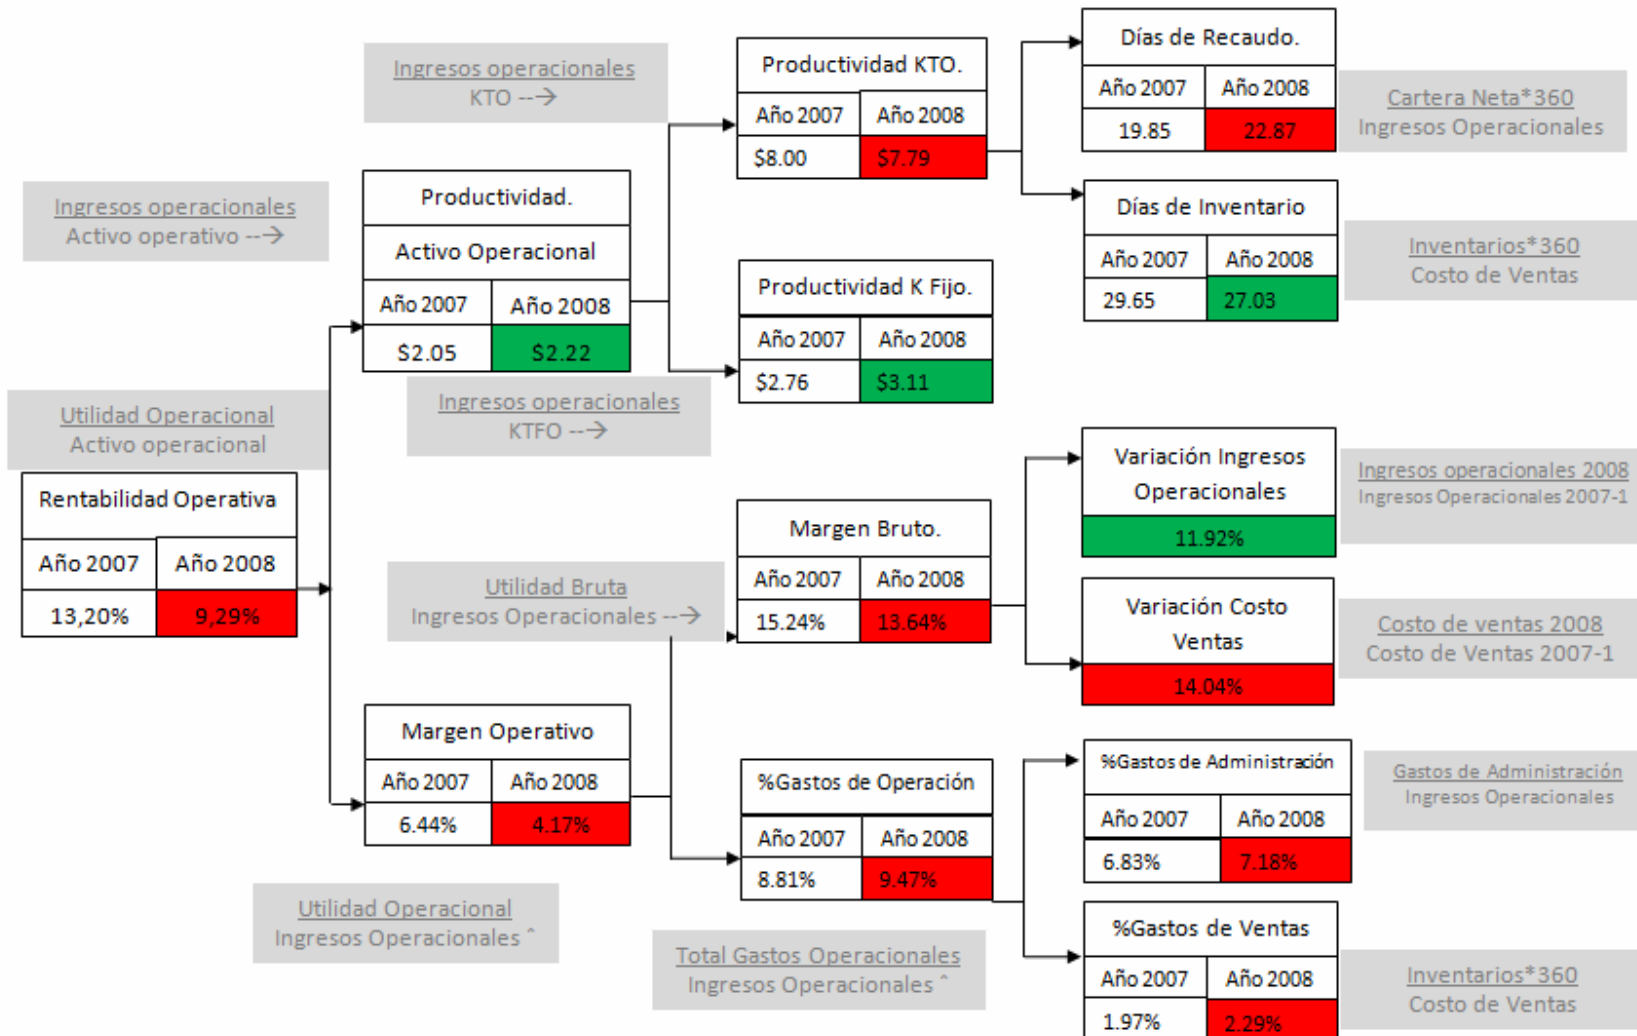 Ingresos operacionales
Activo operativo --→
Utilidad Operacional
Activo operacional
Rentabilidad Operativa
Año 2007 Año 2008
13,20% 9,29%
Ingresos operacionales
KTO --→
Productividad.
Activo Operacional
Año 2007 Año 2008
$2.05 $2.22
Ingresos operacionales
KTFO --→
Utilidad Bruta
Ingresos Operacionales --→
Margen Operativo
Año 2007 Año 2008
6.44% 4.17%
Utilidad Operacional
Ingresos Operacionales ^
Productividad KTO.
Año 2007 Año 2008
$8.00 $7.79
Productividad K Fijo.
Año 2007 Año 2008
$2.76 $3.11
Margen Bruto.
Año 2007 Año 2008
15.24% 13.64%
%Gastos de Operación
Año 2007 Año 2008
8.81% 9.47%
Total Gastos Operacionales
Ingresos Operacionales ^
Días de Recaudo.
Año 2007 Año 2008
19.85 22.87
Cartera Neta*360
Ingresos Operacionales
Días de Inventario
Año 2007 Año 2008
29.65 27.03
Inventarios*360
Costo de Ventas
Variación Ingresos
Operacionales
11.92%
Ingresos operacionales 2008
Ingresos Operacionales 2007-1
Variación Costo
Ventas
14.04%
Costo de ventas 2008
Costo de Ventas 2007-1
%Gastos de Administración
Año 2007 Año 2008
6.83% 7.18%
Gastos de Administración
Ingresos Operacionales
%Gastos de Ventas
Año 2007 Año 2008
1.97% 2.29%
Inventarios*360
Costo de Ventas